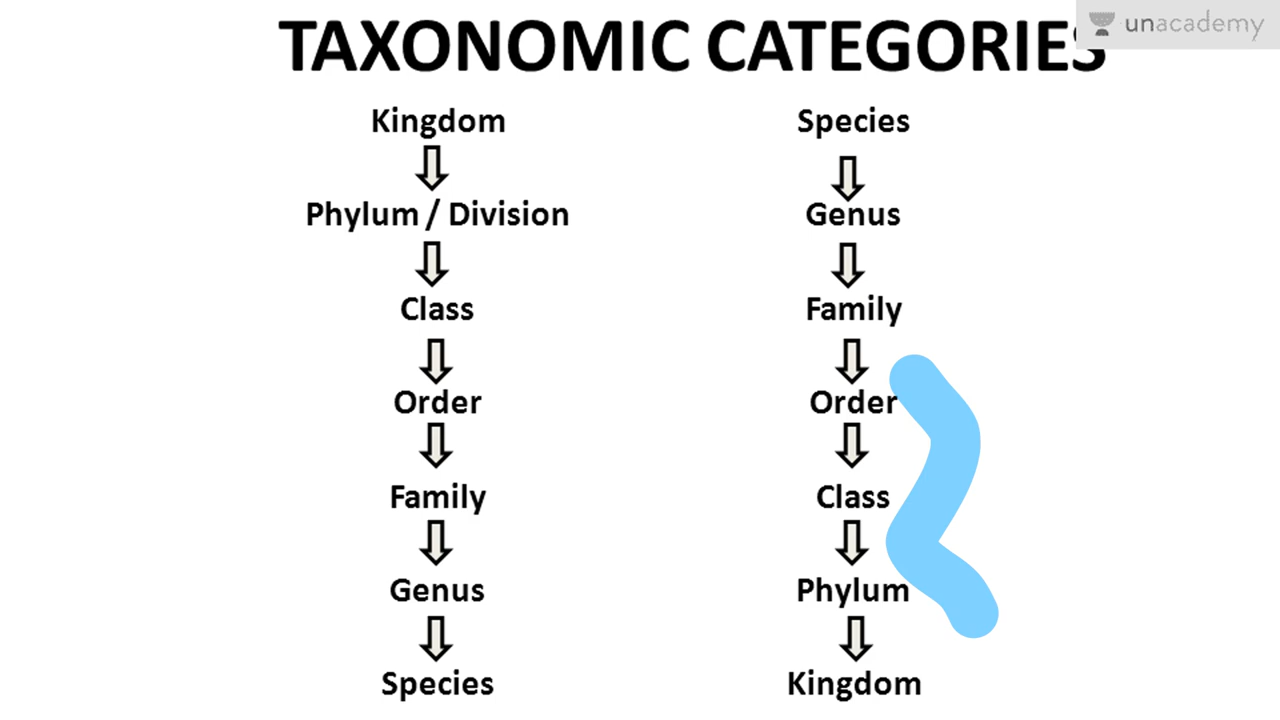 TAXONOMIC CATEGORIES
unacademy
Kingdom
Phylum / Division
Class
Order
Family
Genus
Species
Species
Genus
Family
Order
Class
Phylum
Kingdom